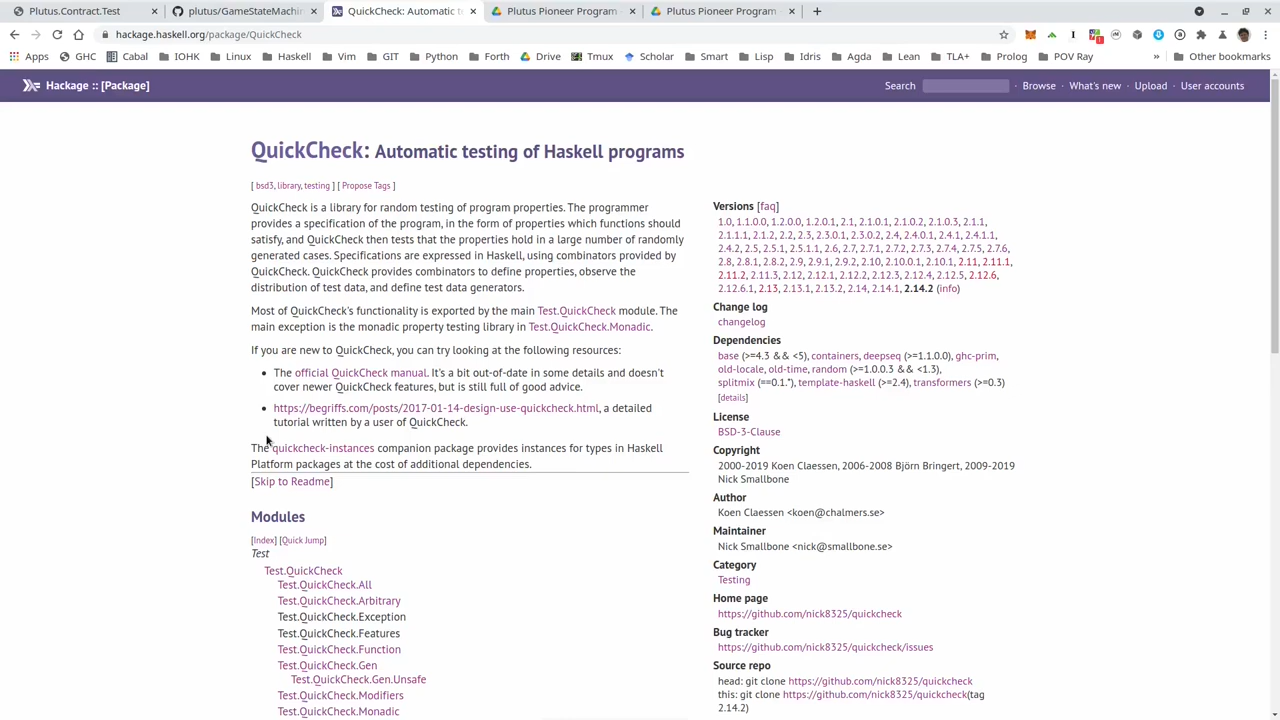 Plutus.Contract.Test
plutus/GameStateMachin
QuickCheck: Automatic t
Plutus Pioneer Program -
Plutus Pioneer Program -
hackage.haskell.org/package/QuickCheck
Apps GHC Cabal IOHK Linux Haskell Vim GIT Python Forth Drive Tmux Scholar Smart Lisp Idris Agda Lean TLA+ Prolog POV Ray » Other bookmarks
Hackage :: [Package]
Search · Browse · What's new · Upload · User accounts
QuickCheck: Automatic testing of Haskell programs
[ bsd3, library, testing ] [ Propose Tags ]
QuickCheck is a library for random testing of program properties. The programmer
provides a specification of the program, in the form of properties which functions should
satisfy, and QuickCheck then tests that the properties hold in a large number of randomly
generated cases. Specifications are expressed in Haskell, using combinators provided by
QuickCheck. QuickCheck provides combinators to define properties, observe the
distribution of test data, and define test data generators.
Most of QuickCheck's functionality is exported by the main Test.QuickCheck module. The
main exception is the monadic property testing library in Test.QuickCheck.Monadic.
If you are new to QuickCheck, you can try looking at the following resources:
• The official QuickCheck manual. It's a bit out-of-date in some details and doesn't
cover newer QuickCheck features, but is still full of good advice.
• https://begriffs.com/posts/2017-01-14-design-use-quickcheck.html, a detailed
tutorial written by a user of QuickCheck.
The quickcheck-instances companion package provides instances for types in Haskell
Platform packages at the cost of additional dependencies.
[Skip to Readme]
Modules
[Index] [Quick Jump]
Test
Test.QuickCheck
Test.QuickCheck.All
Test.QuickCheck.Arbitrary
Test.QuickCheck.Exception
Test.QuickCheck.Features
Test.QuickCheck.Function
Test.QuickCheck.Gen
Test.QuickCheck.Gen.Unsafe
Test.QuickCheck.Modifiers
Test.QuickCheck.Monadic
Versions [faq]
1.0, 1.1.0.0, 1.2.0.0, 1.2.0.1, 2.1, 2.1.0.1, 2.1.0.2, 2.1.0.3, 2.1.1,
2.1.1.1, 2.1.2, 2.2, 2.3, 2.3.0.1, 2.3.0.2, 2.4, 2.4.0.1, 2.4.1, 2.4.1.1,
2.4.2, 2.5, 2.5.1, 2.5.1.1, 2.6, 2.7, 2.7.1, 2.7.2, 2.7.3, 2.7.4, 2.7.5, 2.7.6,
2.8, 2.8.1, 2.8.2, 2.9, 2.9.1, 2.9.2, 2.10, 2.10.0.1, 2.10.1, 2.11, 2.11.1,
2.11.2, 2.11.3, 2.12, 2.12.1, 2.12.2, 2.12.3, 2.12.4, 2.12.5, 2.12.6,
2.12.6.1, 2.13, 2.13.1, 2.13.2, 2.14, 2.14.1, 2.14.2 (info)
Change log
changelog
Dependencies
base (>=4.3 && <5), containers, deepseq (>=1.1.0.0), ghc-prim,
old-locale, old-time, random (>=1.0.0.3 && <1.3),
splitmix (==0.1.*), template-haskell (>=2.4), transformers (>=0.3)
[details]
License
BSD-3-Clause
Copyright
2000-2019 Koen Claessen, 2006-2008 Björn Bringert, 2009-2019
Nick Smallbone
Author
Koen Claessen <koen@chalmers.se>
Maintainer
Nick Smallbone <nick@smallbone.se>
Category
Testing
Home page
https://github.com/nick8325/quickcheck
Bug tracker
https://github.com/nick8325/quickcheck/issues
Source repo
head: git clone https://github.com/nick8325/quickcheck
this: git clone https://github.com/nick8325/quickcheck(tag
2.14.2)